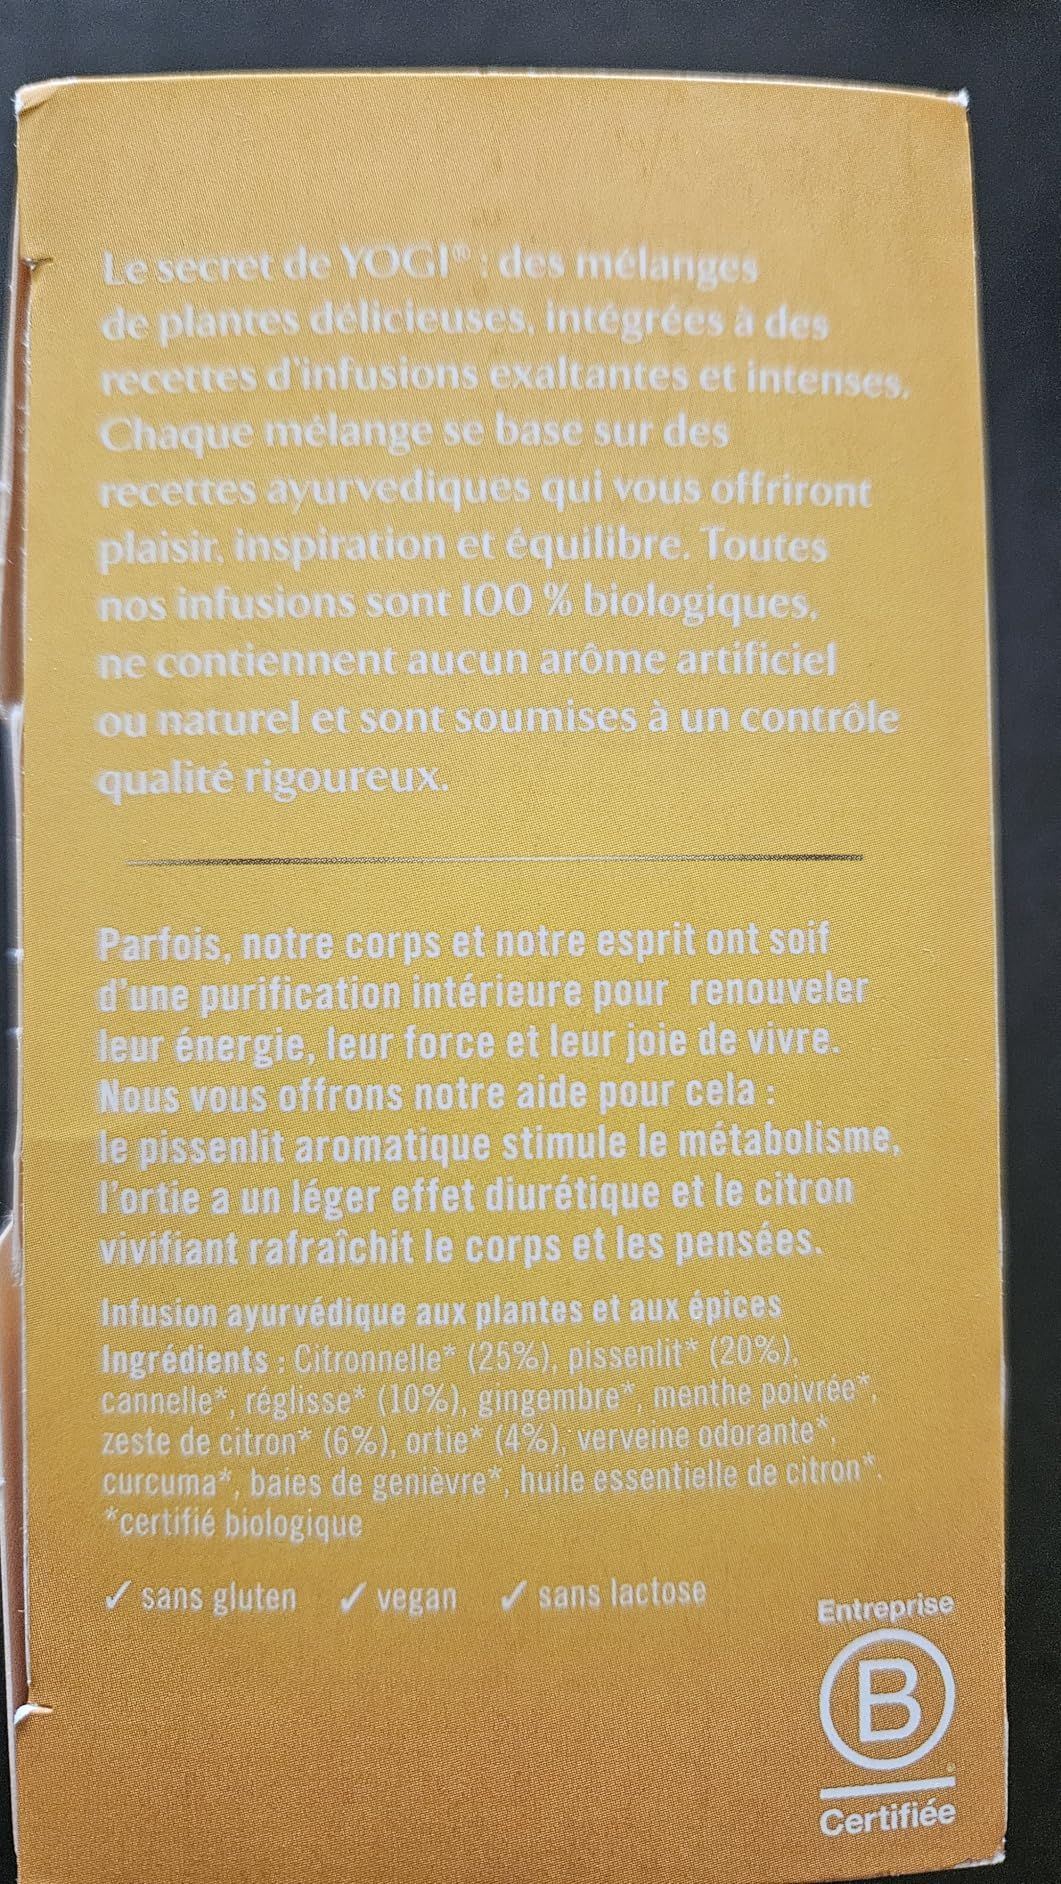 Le secret de YOGI® : des mélanges
de plantes délicieuses, intégrées à des
recettes d'infusions exaltantes et intenses.
Chaque mélange se base sur des
recettes ayurvediques qui vous offriront
plaisir, inspiration et équilibre. Toutes
nos infusions sont 100 % biologiques,
ne contiennent aucun arôme artificiel
ou naturel et sont soumises à un contrôle
qualité rigoureux.
Parfois, notre corps et notre esprit ont soif
d'une purification intérieure pour renouveler
leur énergie, leur force et leur joie de vivre.
Nous vous offrons notre aide pour cela :
le pissenlit aromatique stimule le métabolisme,
l'ortie a un léger effet diurétique et le citron
vivifiant rafraîchit le corps et les pensées.
Infusion ayurvédique aux plantes et aux épices
Ingrédients : Citronnelle* (25%), pissenlit* (20%),
cannelle*, réglisse* (10%), gingembre*, menthe poivrée*,
zeste de citron* (6%), ortie* (4%), verveine odorante*,
curcuma*, baies de genièvre*, huile essentielle de citron*.
*certifié biologique
✓ sans gluten ✓ vegan ✓ sans lactose
Entreprise
B
Certifiée